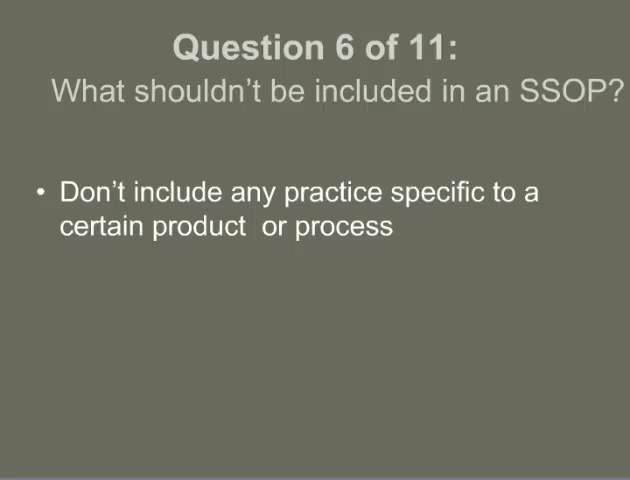 Question 6 of 11:
What shouldn't be included in an SSOP?
• Don't include any practice specific to a
certain product  or process